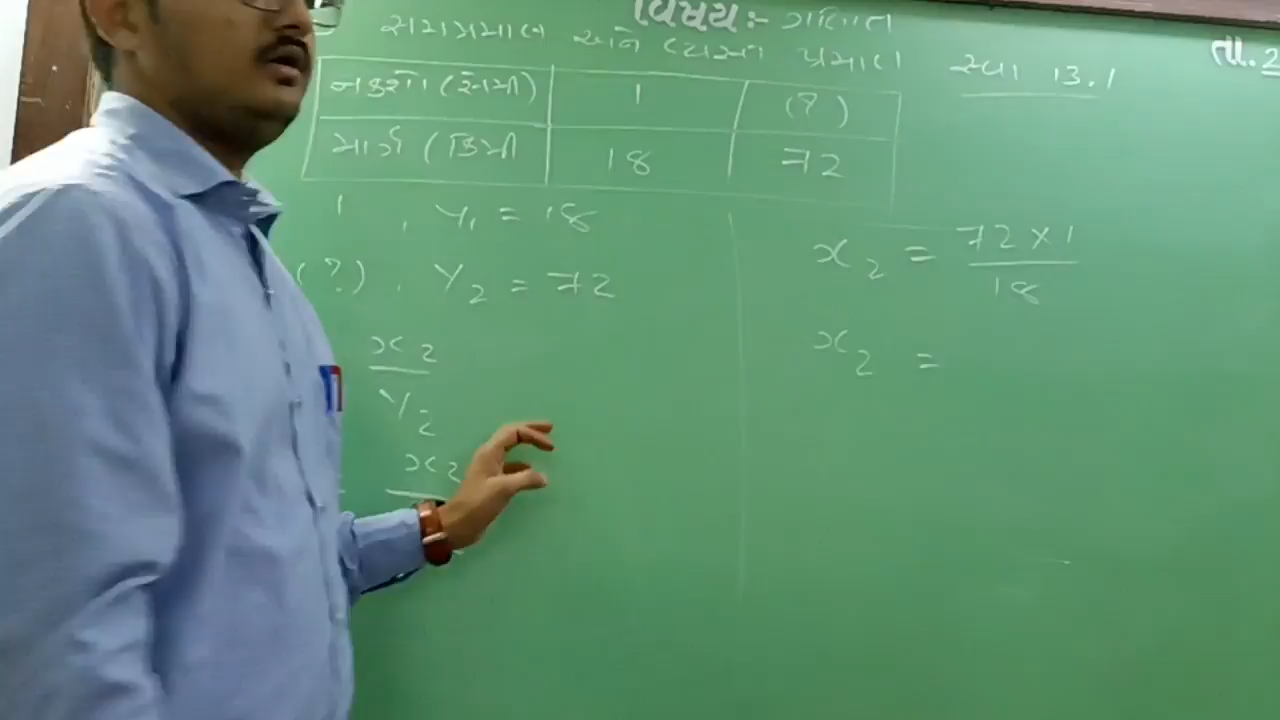 વિષય:- ગણિત
તા.2
સમપ્રમાણ અને વ્યસ્ત પ્રમાણ સ્વા 13.1
નકશો (સેમી) 1 (?)
માર્ગ (કિમી 18 72
1 , y₁ = 18
(?) , y₂ = 72
x₂
y₂
x₂
x₂ = 72 × 1
18
x₂ =